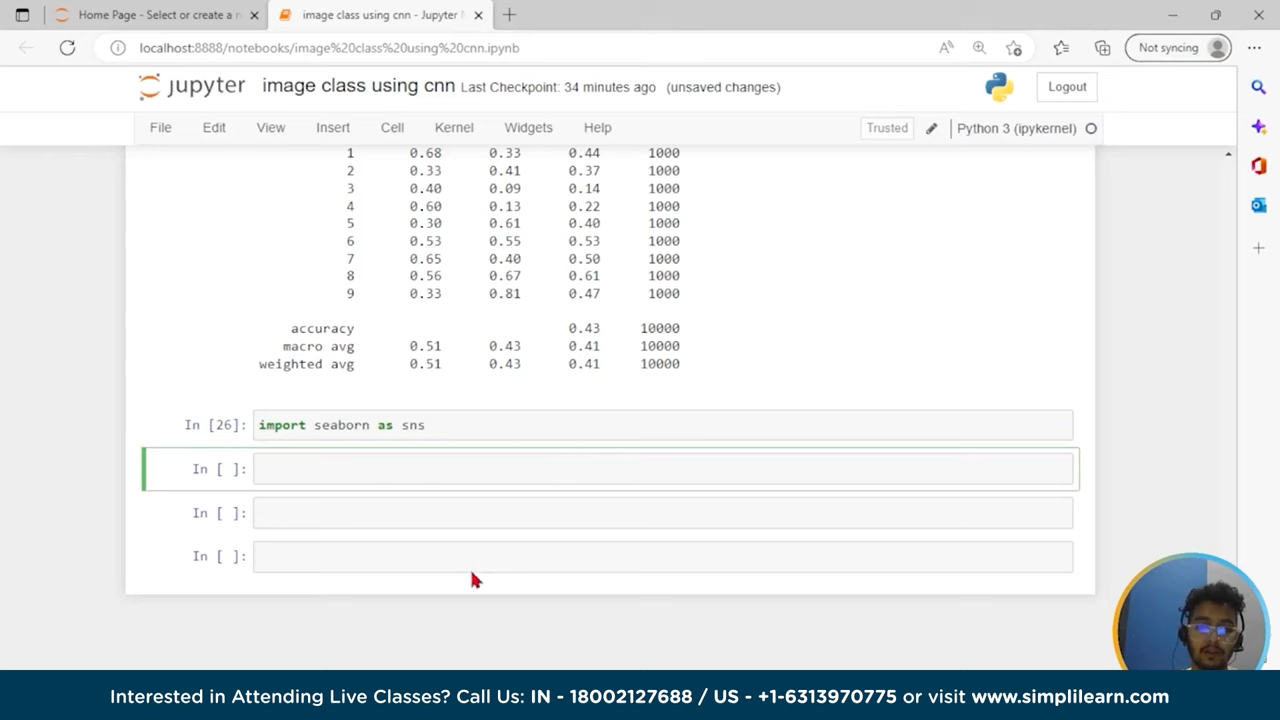 Home Page - Select or create a n
image class using cnn - Jupyter
localhost:8888/notebooks/image%20class%20using%20cnn.ipynb
Not syncing
jupyter image class using cnn Last Checkpoint: 34 minutes ago (unsaved changes)
Logout
File Edit View Insert Cell Kernel Widgets Help
Trusted
Python 3 (ipykernel)
1 0.68 0.33 0.44 1000
2 0.33 0.41 0.37 1000
3 0.40 0.09 0.14 1000
4 0.60 0.13 0.22 1000
5 0.30 0.61 0.40 1000
6 0.53 0.55 0.53 1000
7 0.65 0.40 0.50 1000
8 0.56 0.67 0.61 1000
9 0.33 0.81 0.47 1000
accuracy 0.43 10000
macro avg 0.51 0.43 0.41 10000
weighted avg 0.51 0.43 0.41 10000
In [26]: import seaborn as sns
In [ ]:
In [ ]:
In [ ]:
Interested in Attending Live Classes? Call Us: IN - 18002127688 / US - +1-6313970775 or visit www.simplilearn.com